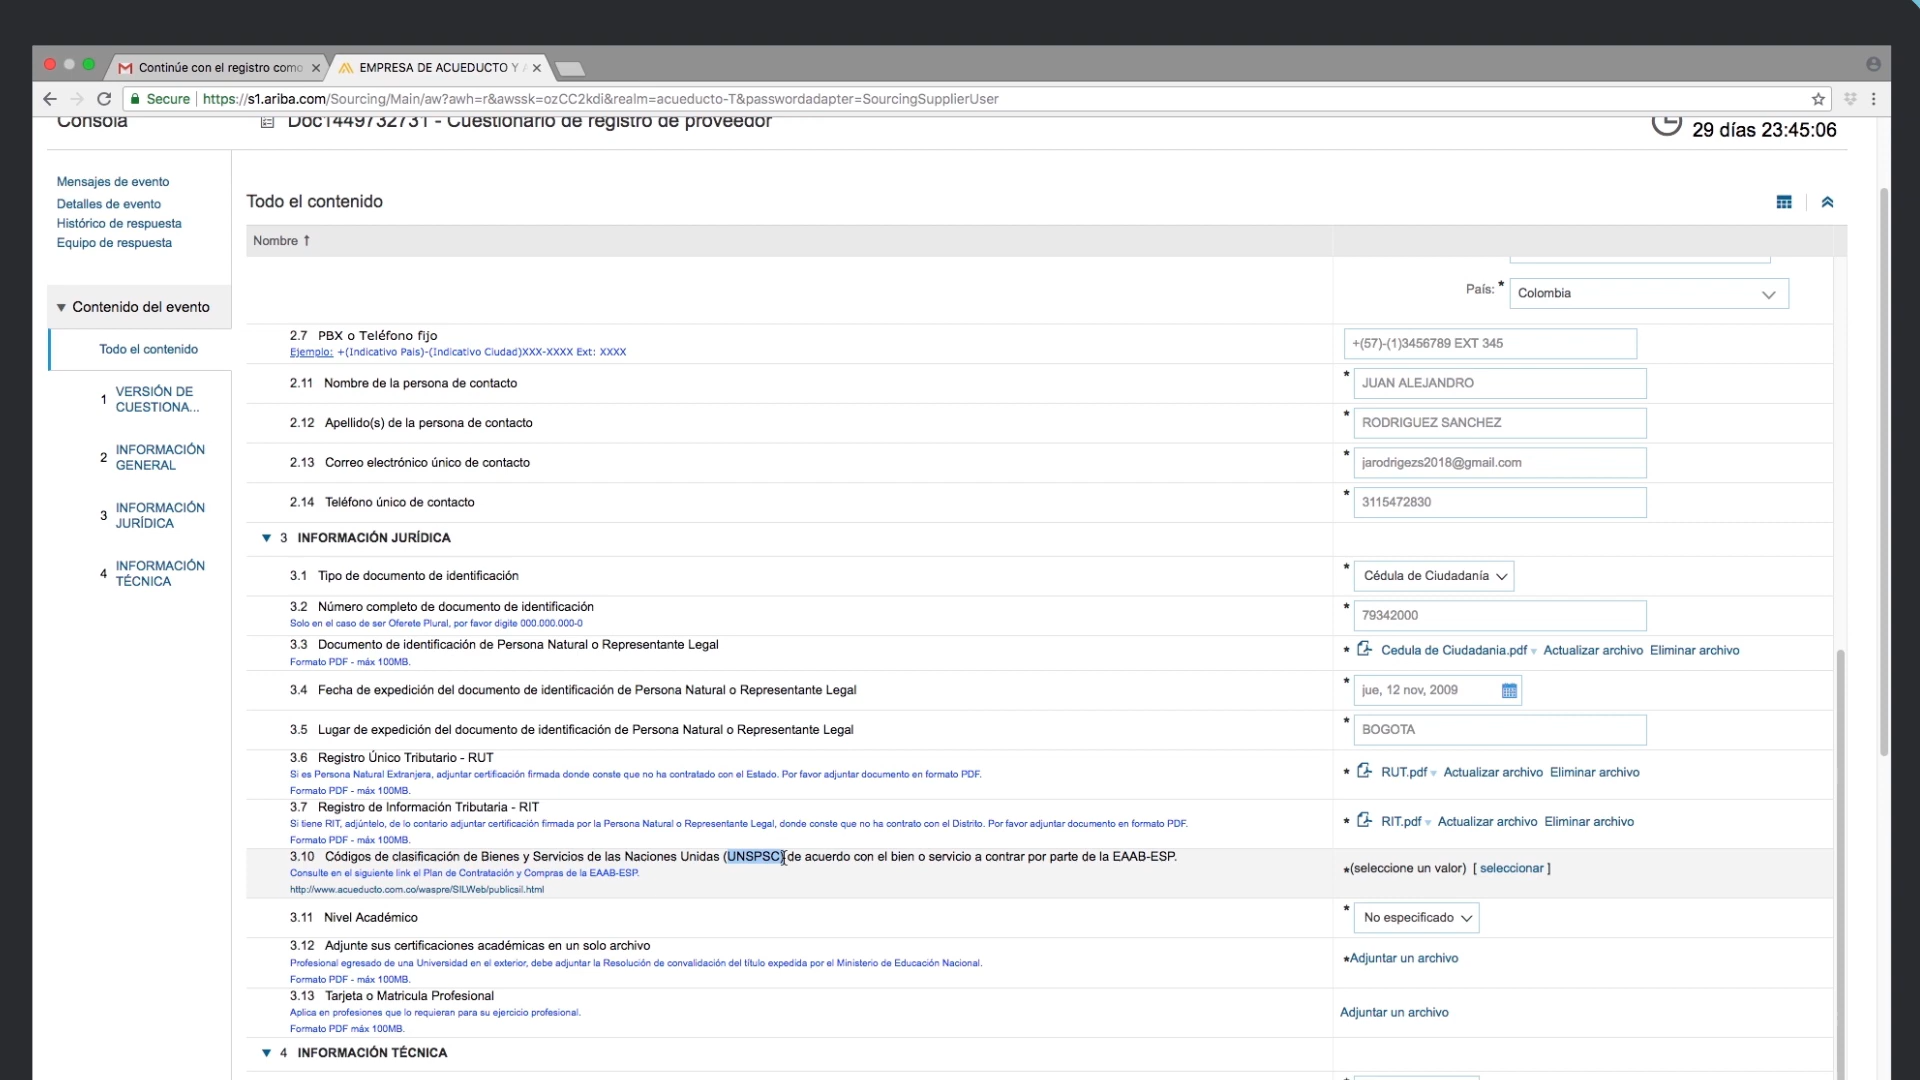 Continúe con el registro como
EMPRESA DE ACUEDUCTO Y A
Secure https://s1.ariba.com/Sourcing/Main/aw?awh=r&awssk=ozCC2kdi&realm=acueducto-T&passwordadapter=SourcingSupplierUser
Consola
Doc1449732731 - Cuestionario de registro de proveedor
29 días 23:45:06
Mensajes de evento
Detalles de evento
Histórico de respuesta
Equipo de respuesta
Contenido del evento
Todo el contenido
1 VERSIÓN DE
CUESTIONA...
2 INFORMACIÓN
GENERAL
3 INFORMACIÓN
JURÍDICA
4 INFORMACIÓN
TÉCNICA
Todo el contenido
Nombre ↑
País: * Colombia
2.7 PBX o Teléfono fijo
Ejemplo: +(Indicativo Pais)-(Indicativo Ciudad)XXX-XXXX Ext: XXXX
+(57)-(1)3456789 EXT 345
2.11 Nombre de la persona de contacto
* JUAN ALEJANDRO
2.12 Apellido(s) de la persona de contacto
* RODRIGUEZ SANCHEZ
2.13 Correo electrónico único de contacto
* jarodrigezs2018@gmail.com
2.14 Teléfono único de contacto
* 3115472830
3 INFORMACIÓN JURÍDICA
3.1 Tipo de documento de identificación
* Cédula de Ciudadanía
3.2 Número completo de documento de identificación
Solo en el caso de ser Oferete Plural, por favor digite 000.000.000-0
* 79342000
3.3 Documento de identificación de Persona Natural o Representante Legal
Formato PDF - máx 100MB.
* Cedula de Ciudadania.pdf Actualizar archivo Eliminar archivo
3.4 Fecha de expedición del documento de identificación de Persona Natural o Representante Legal
* jue, 12 nov, 2009
3.5 Lugar de expedición del documento de identificación de Persona Natural o Representante Legal
* BOGOTA
3.6 Registro Único Tributario - RUT
Si es Persona Natural Extranjera, adjuntar certificación firmada donde conste que no ha contratado con el Estado. Por favor adjuntar documento en formato PDF.
Formato PDF - máx 100MB.
* RUT.pdf Actualizar archivo Eliminar archivo
3.7 Registro de Información Tributaria - RIT
Si tiene RIT, adjúntelo, de lo contario adjuntar certificación firmada por la Persona Natural o Representante Legal, donde conste que no ha contrato con el Distrito. Por favor adjuntar documento en formato PDF.
Formato PDF - máx 100MB.
* RIT.pdf Actualizar archivo Eliminar archivo
3.10 Códigos de clasificación de Bienes y Servicios de las Naciones Unidas (UNSPSC) de acuerdo con el bien o servicio a contrar por parte de la EAAB-ESP.
Consulte en el siguiente link el Plan de Contratación y Compras de la EAAB-ESP.
http://www.acueducto.com.co/waspre/SILWeb/publicsil.html
*(seleccione un valor) [ seleccionar ]
3.11 Nivel Académico
* No especificado
3.12 Adjunte sus certificaciones académicas en un solo archivo
Profesional egresado de una Universidad en el exterior, debe adjuntar la Resolución de convalidación del título expedida por el Ministerio de Educación Nacional.
Formato PDF - máx 100MB.
*Adjuntar un archivo
3.13 Tarjeta o Matricula Profesional
Aplica en profesiones que lo requieran para su ejercicio profesional.
Formato PDF máx 100MB.
Adjuntar un archivo
4 INFORMACIÓN TÉCNICA